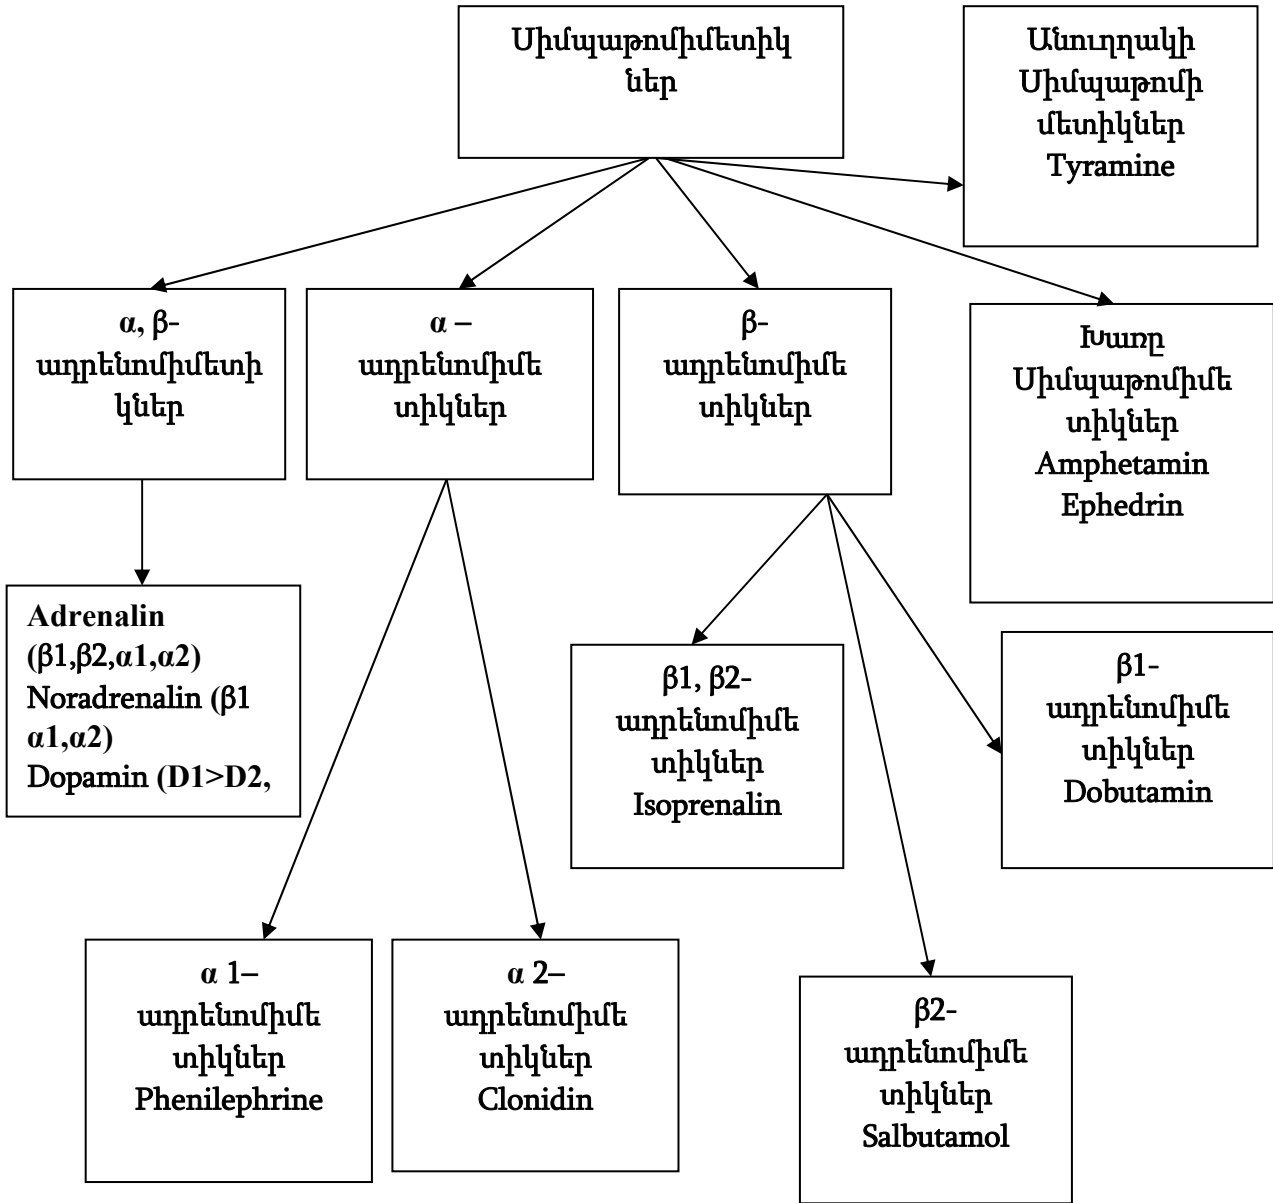 Սիմպաթոմիմետիկ
ներ
Անուղղակի
Սիմպաթոմի
մետիկներ
Tyramine
α, β-
ադրենոմիմետի
կներ
α –
ադրենոմիմե
տիկներ
β-
ադրենոմիմե
տիկներ
Խառը
Սիմպաթոմիմե
տիկներ
Amphetamin
Ephedrin
Adrenalin
(β1,β2,α1,α2)
Noradrenalin (β1
α1,α2)
Dopamin (D1>D2,
β1, β2-
ադրենոմիմե
տիկներ
Isoprenalin
β1-
ադրենոմիմե
տիկներ
Dobutamin
α 1–
ադրենոմիմե
տիկներ
Phenilephrine
α 2–
ադրենոմիմե
տիկներ
Clonidin
β2-
ադրենոմիմե
տիկներ
Salbutamol